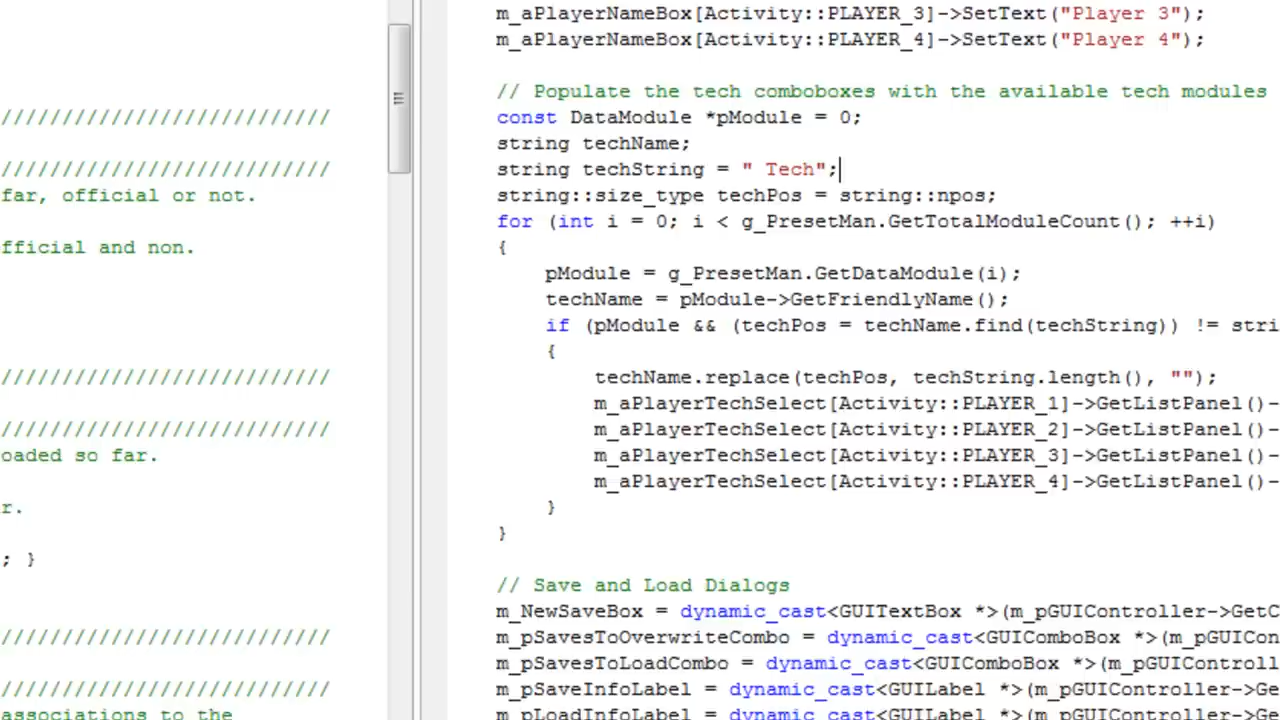 //////////////////////////
//////////////////////////
far, official or not.
fficial and non.
//////////////////////////
//////////////////////////
oaded so far.
r.
; }
//////////////////////////
//////////////////////////
associations to the
m_aPlayerNameBox[Activity::PLAYER_3]->SetText("Player 3");
m_aPlayerNameBox[Activity::PLAYER_4]->SetText("Player 4");
// Populate the tech comboboxes with the available tech modules
const DataModule *pModule = 0;
string techName;
string techString = " Tech";
string::size_type techPos = string::npos;
for (int i = 0; i < g_PresetMan.GetTotalModuleCount(); ++i)
{
pModule = g_PresetMan.GetDataModule(i);
techName = pModule->GetFriendlyName();
if (pModule && (techPos = techName.find(techString)) != stri
{
techName.replace(techPos, techString.length(), "");
m_aPlayerTechSelect[Activity::PLAYER_1]->GetListPanel()-
m_aPlayerTechSelect[Activity::PLAYER_2]->GetListPanel()-
m_aPlayerTechSelect[Activity::PLAYER_3]->GetListPanel()-
m_aPlayerTechSelect[Activity::PLAYER_4]->GetListPanel()-
}
}
// Save and Load Dialogs
m_NewSaveBox = dynamic_cast<GUITextBox *>(m_pGUIController->GetC
m_pSavesToOverwriteCombo = dynamic_cast<GUIComboBox *>(m_pGUICon
m_pSavesToLoadCombo = dynamic_cast<GUIComboBox *>(m_pGUIControll
m_pSaveInfoLabel = dynamic_cast<GUILabel *>(m_pGUIController->Ge
m_pLoadInfoLabel = dynamic_cast<GUILabel *>(m_pGUIController->Ge